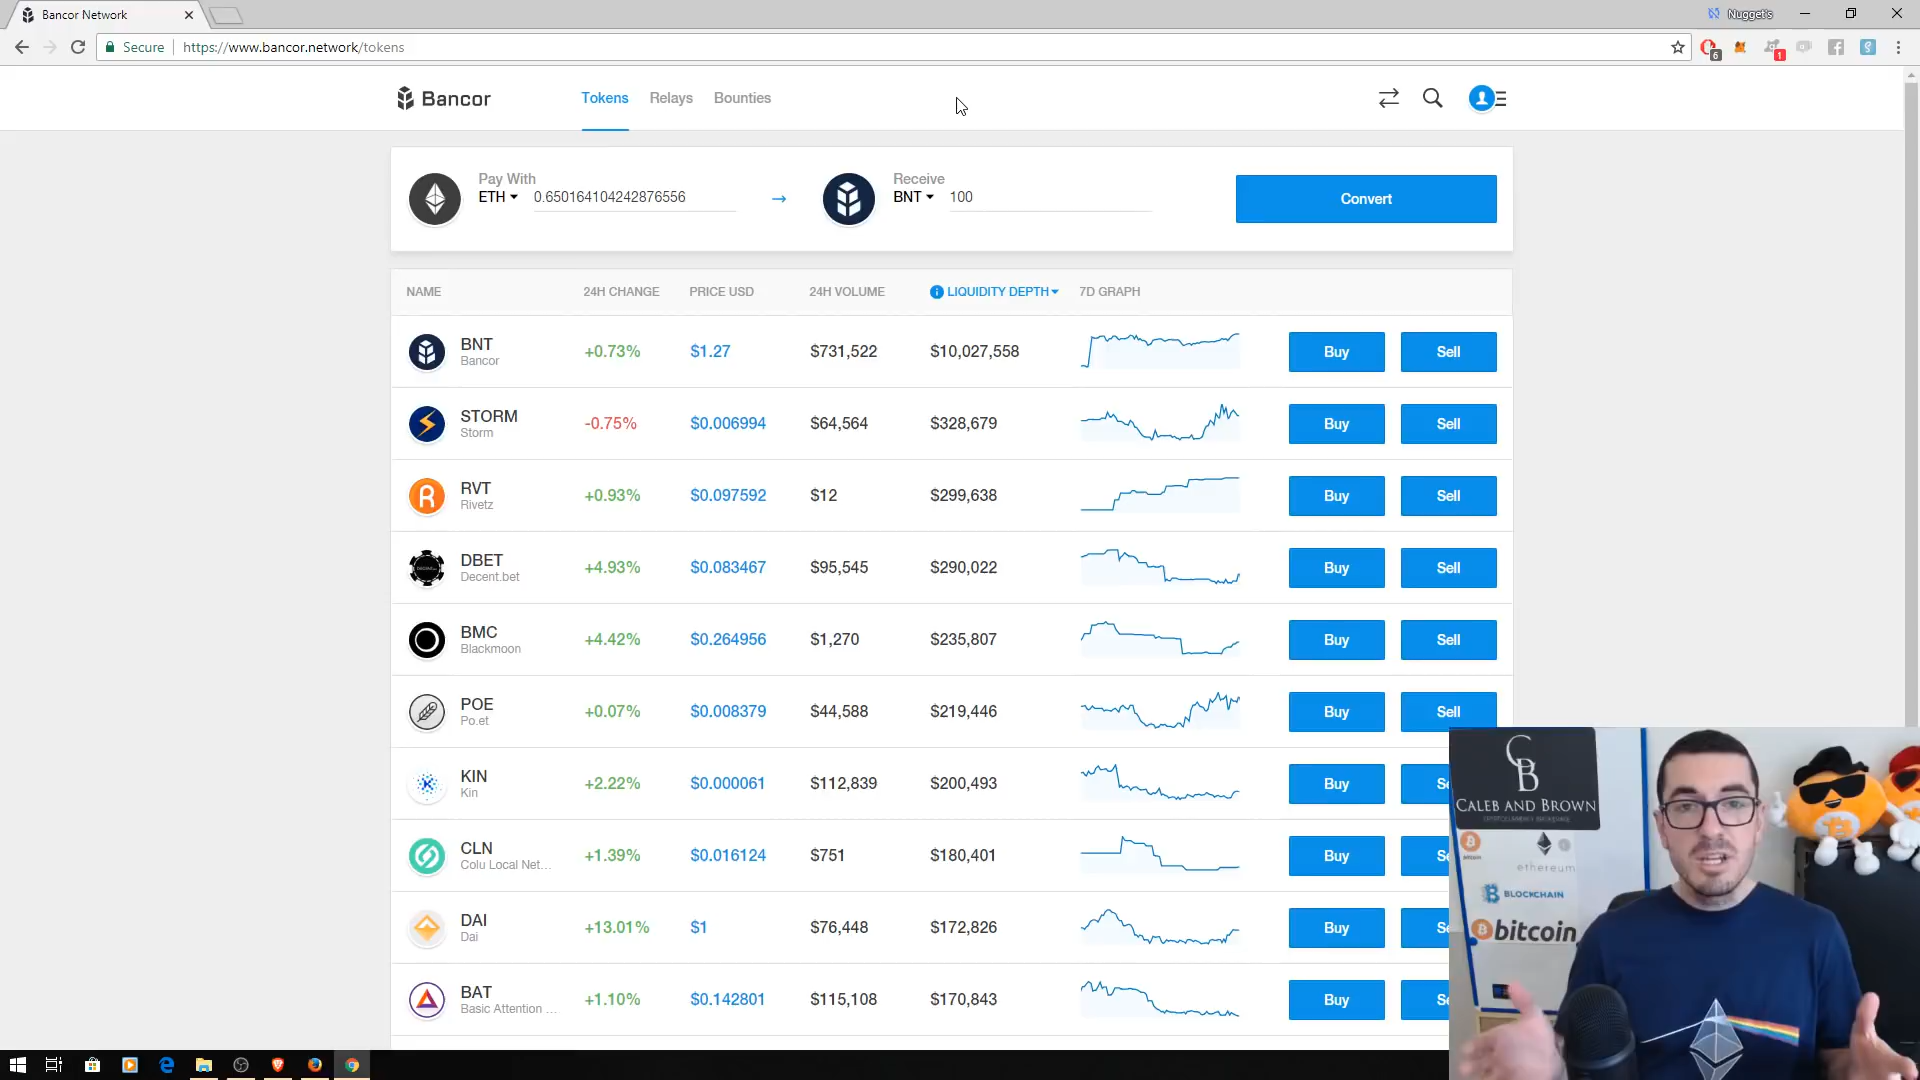 Bancor Network
Nugget's
Secure
https://www.bancor.network/tokens
6
1
Bancor
Tokens
Relays
Bounties
Pay With
ETH
0.650164104242876556
Receive
BNT
100
Convert
NAME
24H CHANGE
PRICE USD
24H VOLUME
LIQUIDITY DEPTH
7D GRAPH
BNT
Bancor
+0.73%
$1.27
$731,522
$10,027,558
Buy
Sell
STORM
Storm
-0.75%
$0.006994
$64,564
$328,679
Buy
Sell
RVT
Rivetz
+0.93%
$0.097592
$12
$299,638
Buy
Sell
DBET
Decent.bet
+4.93%
$0.083467
$95,545
$290,022
Buy
Sell
BMC
Blackmoon
+4.42%
$0.264956
$1,270
$235,807
Buy
Sell
POE
Po.et
+0.07%
$0.008379
$44,588
$219,446
Buy
Sell
KIN
Kin
+2.22%
$0.000061
$112,839
$200,493
Buy
CLN
Colu Local Net...
+1.39%
$0.016124
$751
$180,401
Buy
DAI
Dai
+13.01%
$1
$76,448
$172,826
Buy
BAT
Basic Attention ...
+1.10%
$0.142801
$115,108
$170,843
Buy
CB
CALEB AND BROWN
CRYPTOCURRENCY BROKERAGE
ethereum
BLOCKCHAIN
bitcoin